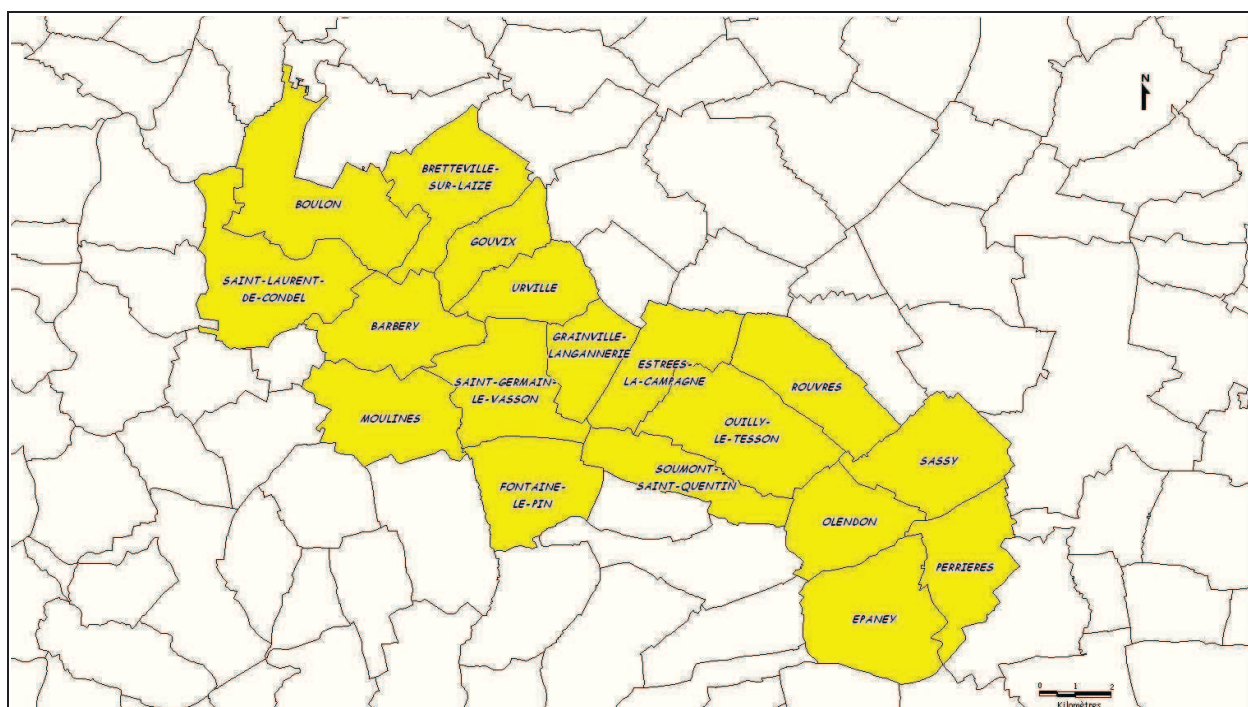 N
BRETTEVILLE-
SUR-LAIZE
BOULON
GOUVIX
SAINT-LAURENT-
DE-CONDEL
URVILLE
BARBERY
GRAINVILLE-
LANGANNERIE
ESTREES-
LA-CAMPAGNE
ROUVRES
SAINT-GERMAIN-
LE-VASSON
MOULINES
OUILLY-
LE-TESSON
SASSY
SOUMONT-
SAINT-QUENTIN
FONTAINE-
LE-PIN
OLENDON
PERRIERES
EPANEY
0 1 2
Kilomètres